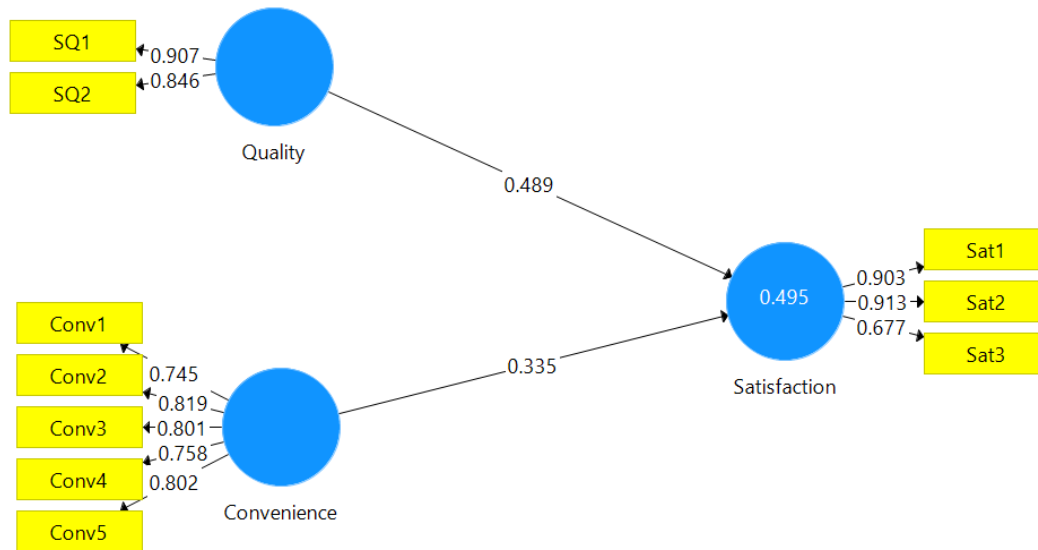 SQ1
0.907
0.846
SQ2
Quality
0.489
Sat1
0.903
0.495
0.913
Sat2
0.677
Sat3
Satisfaction
0.335
Conv1
0.745
Conv2
0.819
Conv3
0.801
0.758
Conv4
0.802
Conv5
Convenience